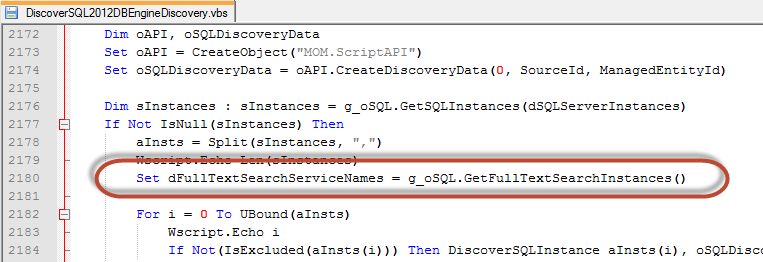 DiscoverSQL2012DBEngineDiscovery.vbs
2172 Dim oAPI, oSQLDiscoveryData
2173 Set oAPI = CreateObject("MOM.ScriptAPI")
2174 Set oSQLDiscoveryData = oAPI.CreateDiscoveryData(0, SourceId, ManagedEntityId)
2175
2176 Dim sInstances : sInstances = g_oSQL.GetSQLInstances(dSQLServerInstances)
2177 If Not IsNull(sInstances) Then
2178 aInsts = Split(sInstances, ",")
2179 Wscript.Echo Len(sInstances)
2180 Set dFullTextSearchServiceNames = g_oSQL.GetFullTextSearchInstances()
2181
2182 For i = 0 To UBound(aInsts)
2183 Wscript.Echo i
2184 If Not(IsExcluded(aInsts(i))) Then DiscoverSQLInstance aInsts(i), oSQLDisco